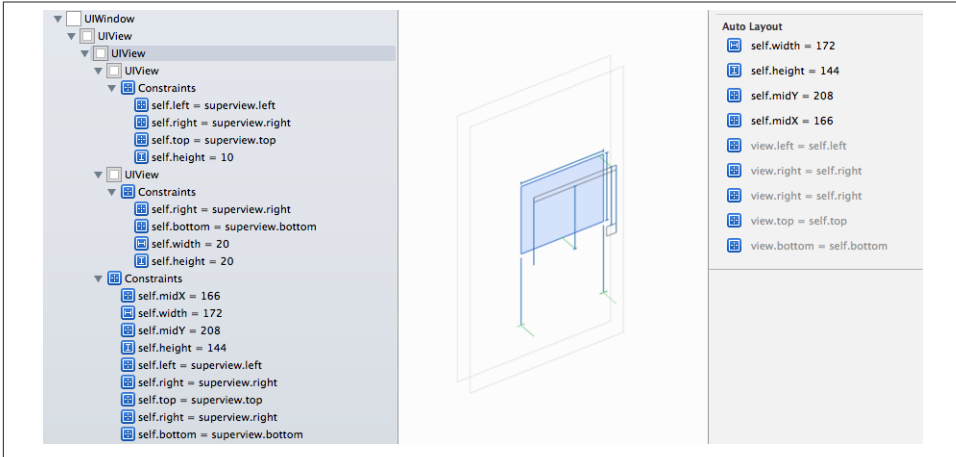 UIWindow
UIView
UIView
UIView
Constraints
self.left = superview.left
self.right = superview.right
self.top = superview.top
self.height = 10
UIView
Constraints
self.right = superview.right
self.bottom = superview.bottom
self.width = 20
self.height = 20
Constraints
self.midX = 166
self.width = 172
self.midY = 208
self.height = 144
self.left = superview.left
self.right = superview.right
self.top = superview.top
self.right = superview.right
self.bottom = superview.bottom
Auto Layout
self.width = 172
self.height = 144
self.midY = 208
self.midX = 166
view.left = self.left
view.right = self.right
view.right = self.right
view.top = self.top
view.bottom = self.bottom